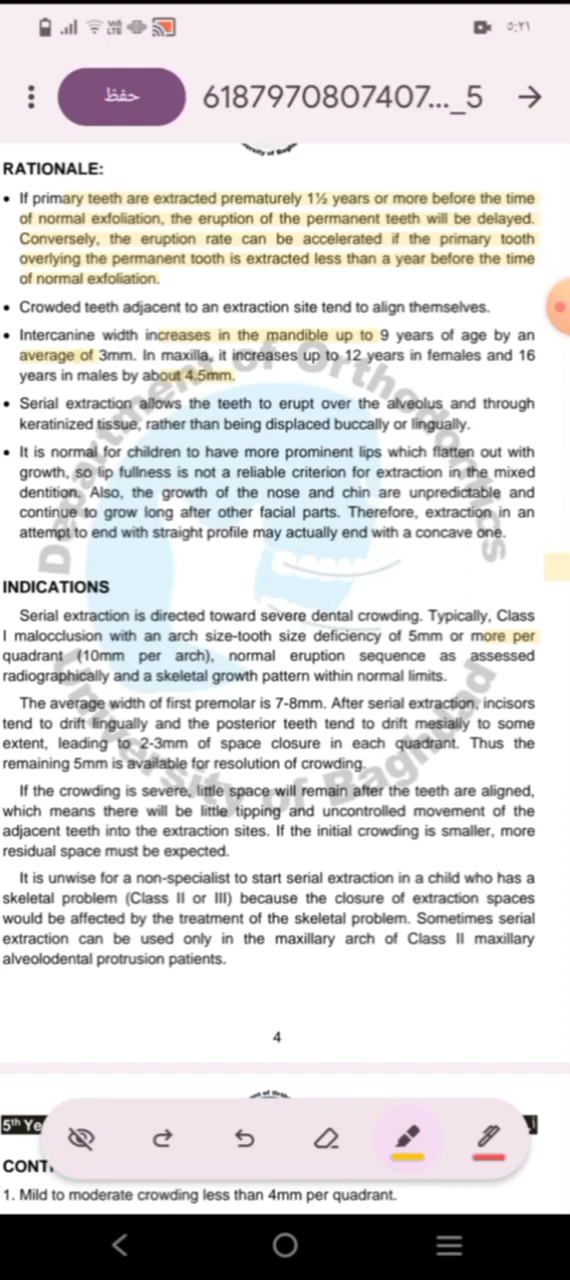 VoLTE
٥:٢١
حفظ
6187970807407..._5
RATIONALE:
• If primary teeth are extracted prematurely 1½ years or more before the time
of normal exfoliation, the eruption of the permanent teeth will be delayed.
Conversely, the eruption rate can be accelerated if the primary tooth
overlying the permanent tooth is extracted less than a year before the time
of normal exfoliation.
• Crowded teeth adjacent to an extraction site tend to align themselves.
• Intercanine width increases in the mandible up to 9 years of age by an
average of 3mm. In maxilla, it increases up to 12 years in females and 16
years in males by about 4.5mm.
• Serial extraction allows the teeth to erupt over the alveolus and through
keratinized tissue, rather than being displaced buccally or lingually.
• It is normal for children to have more prominent lips which flatten out with
growth, so lip fullness is not a reliable criterion for extraction in the mixed
dentition. Also, the growth of the nose and chin are unpredictable and
continue to grow long after other facial parts. Therefore, extraction in an
attempt to end with straight profile may actually end with a concave one.
Department of Orthodontics
University of Baghdad
INDICATIONS
Serial extraction is directed toward severe dental crowding. Typically, Class
I malocclusion with an arch size-tooth size deficiency of 5mm or more per
quadrant (10mm per arch), normal eruption sequence as assessed
radiographically and a skeletal growth pattern within normal limits.
The average width of first premolar is 7-8mm. After serial extraction, incisors
tend to drift lingually and the posterior teeth tend to drift mesially to some
extent, leading to 2-3mm of space closure in each quadrant. Thus the
remaining 5mm is available for resolution of crowding.
If the crowding is severe, little space will remain after the teeth are aligned,
which means there will be little tipping and uncontrolled movement of the
adjacent teeth into the extraction sites. If the initial crowding is smaller, more
residual space must be expected.
It is unwise for a non-specialist to start serial extraction in a child who has a
skeletal problem (Class II or III) because the closure of extraction spaces
would be affected by the treatment of the skeletal problem. Sometimes serial
extraction can be used only in the maxillary arch of Class II maxillary
alveolodental protrusion patients.
4
5th Ye
CONT
1. Mild to moderate crowding less than 4mm per quadrant.